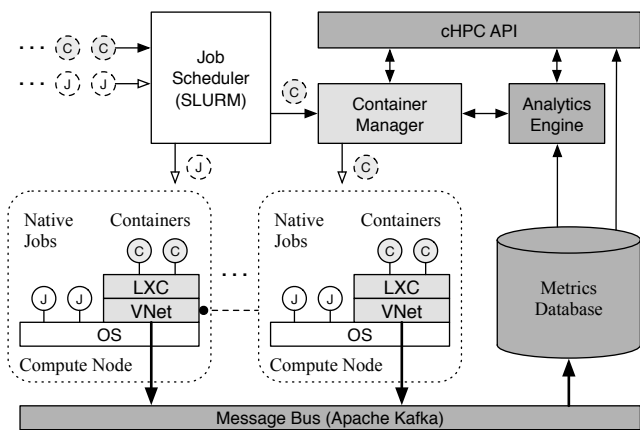 cHPC API
... C C
... J J
Job
Scheduler
(SLURM)
C
Container
Manager
Analytics
Engine
J
C
Native
Jobs
Containers
C C
J J
LXC
VNet
OS
Compute Node
...
Native
Jobs
Containers
C C
J J
LXC
VNet
OS
Compute Node
Metrics
Database
Message Bus (Apache Kafka)